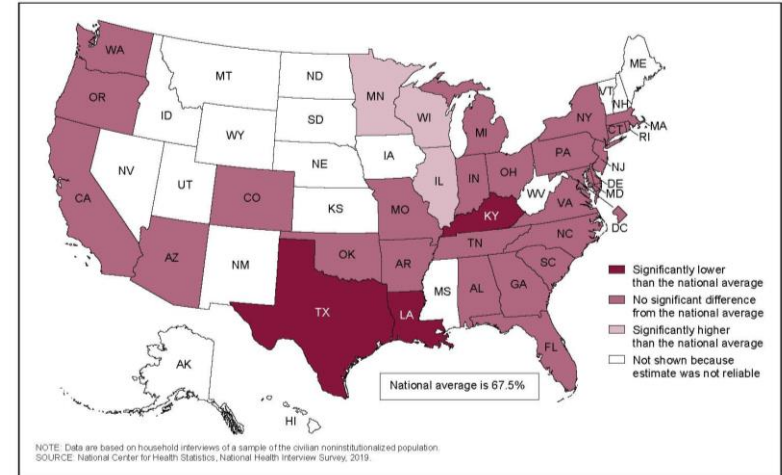 WA
OR
CA
NV
ID
MT
WY
UT
AZ
CO
NM
ND
SD
NE
KS
OK
TX
MN
IA
MO
AR
LA
WI
IL
MS
MI
IN
OH
KY
TN
AL
GA
FL
SC
NC
VA
WV
PA
NY
ME
VT
NH
MA
CT
RI
NJ
DE
MD
DC
AK
HI
Significantly lower
than the national average
No significant difference
from the national average
Significantly higher
than the national average
Not shown because
estimate was not reliable
National average is 67.5%
NOTE: Data are based on household interviews of a sample of the civilian noninstitutionalized population.
SOURCE: National Center for Health Statistics, National Health Interview Survey, 2019.